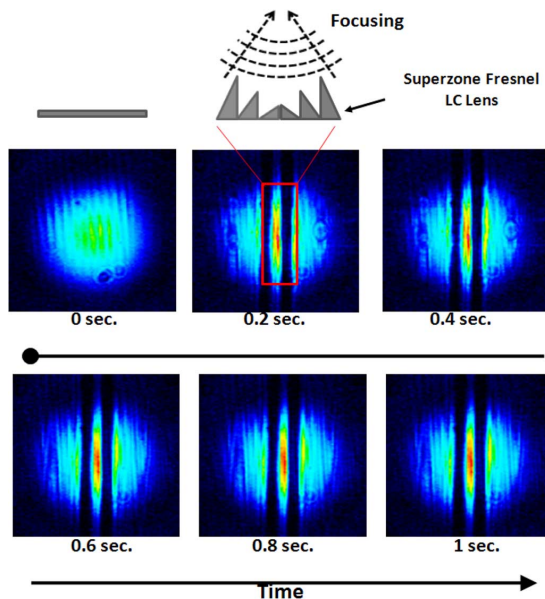 Focusing
Superzone Fresnel
LC Lens
0 sec.
0.2 sec.
0.4 sec.
0.6 sec.
0.8 sec.
1 sec.
Time